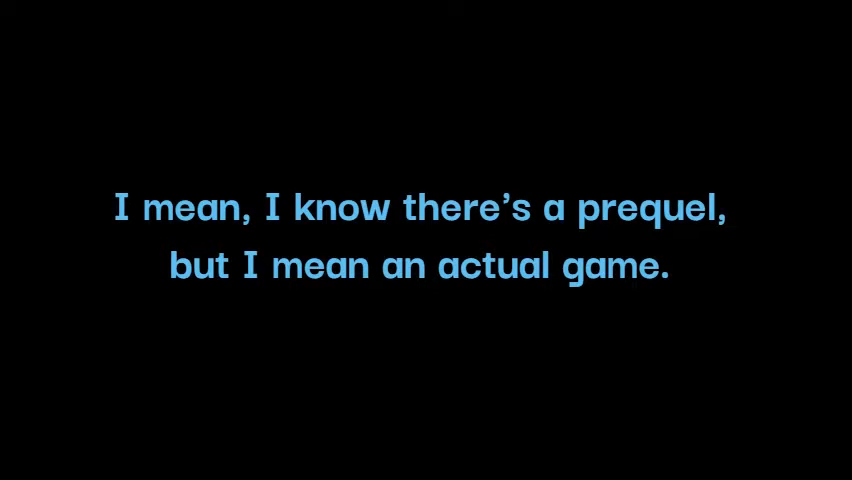 I mean, I know there’s a prequel,
but I mean an actual game.